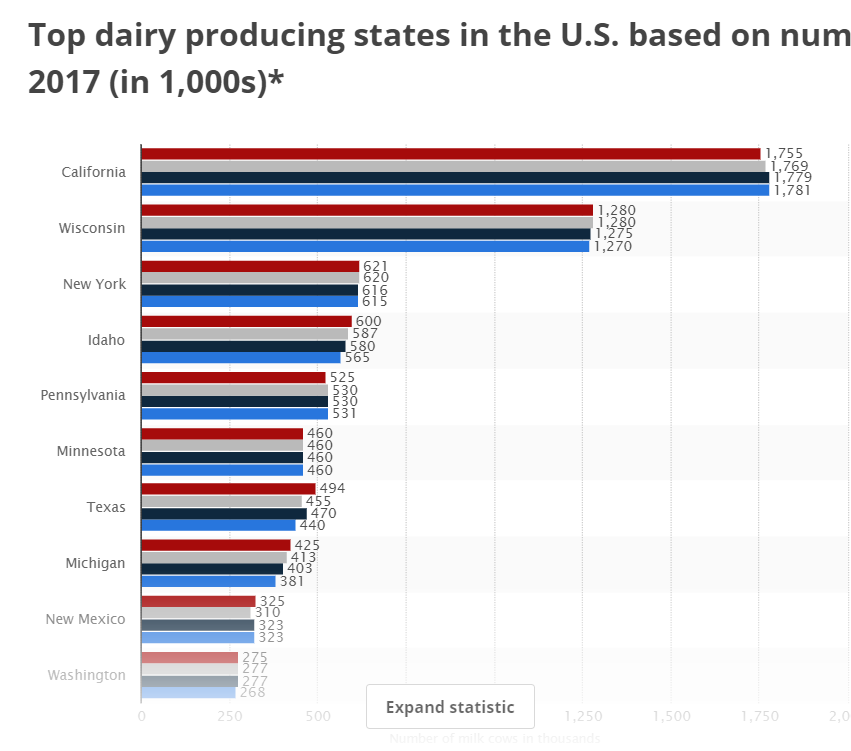 Top dairy producing states in the U.S. based on num
2017 (in 1,000s)*
California
1,755
1,769
1,779
1,781
Wisconsin
1,280
1,280
1,275
1,270
New York
621
620
616
615
Idaho
600
587
580
565
Pennsylvania
525
530
530
531
Minnesota
460
460
460
460
Texas
494
455
470
440
Michigan
425
413
403
381
New Mexico
325
310
323
323
Washington
275
277
277
268
Expand statistic
0 250 500 1,250 1,500 1,750 2,0
Number of milk cows in thousands